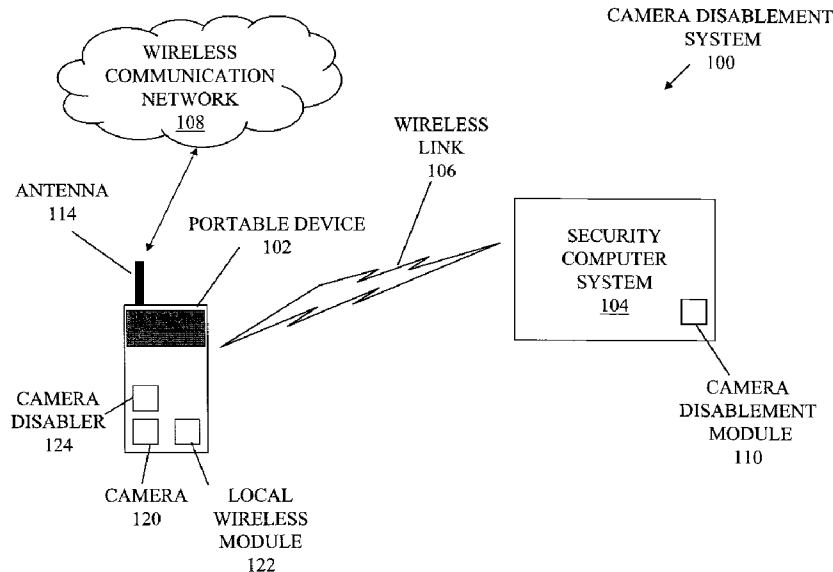 CAMERA DISABLEMENT
SYSTEM
100
WIRELESS
COMMUNICATION
NETWORK
108
WIRELESS
LINK
106
ANTENNA
114
PORTABLE DEVICE
102
SECURITY
COMPUTER
SYSTEM
104
CAMERA
DISABLER
124
CAMERA
DISABLEMENT
MODULE
110
CAMERA
120
LOCAL
WIRELESS
MODULE
122